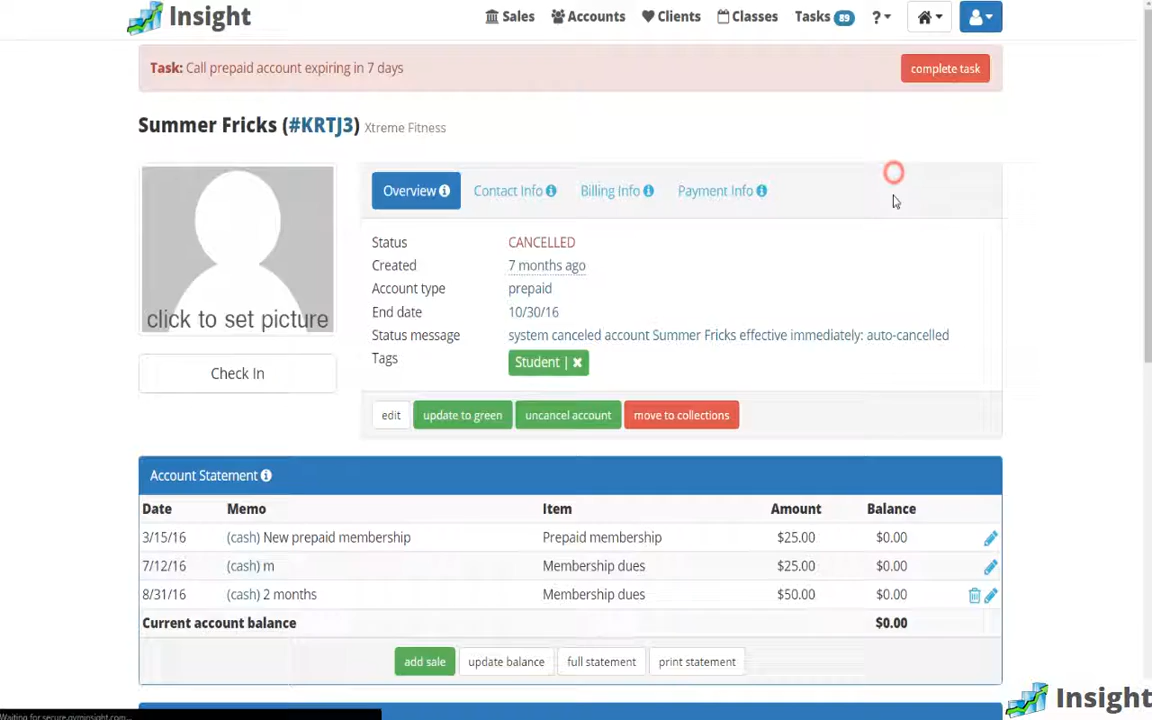 Insight
Sales Accounts Clients Classes Tasks 89 ?
Task: Call prepaid account expiring in 7 days
complete task
Summer Fricks (#KRTJ3) Xtreme Fitness
click to set picture
Check In
Overview Contact Info Billing Info Payment Info
Status CANCELLED
Created 7 months ago
Account type prepaid
End date 10/30/16
Status message system canceled account Summer Fricks effective immediately: auto-cancelled
Tags Student | ×
edit update to green uncancel account move to collections
Account Statement
Date Memo Item Amount Balance
3/15/16 (cash) New prepaid membership Prepaid membership $25.00 $0.00
7/12/16 (cash) m Membership dues $25.00 $0.00
8/31/16 (cash) 2 months Membership dues $50.00 $0.00
Current account balance $0.00
add sale update balance full statement print statement
Insight
Waiting for secure.gyminsight.com...